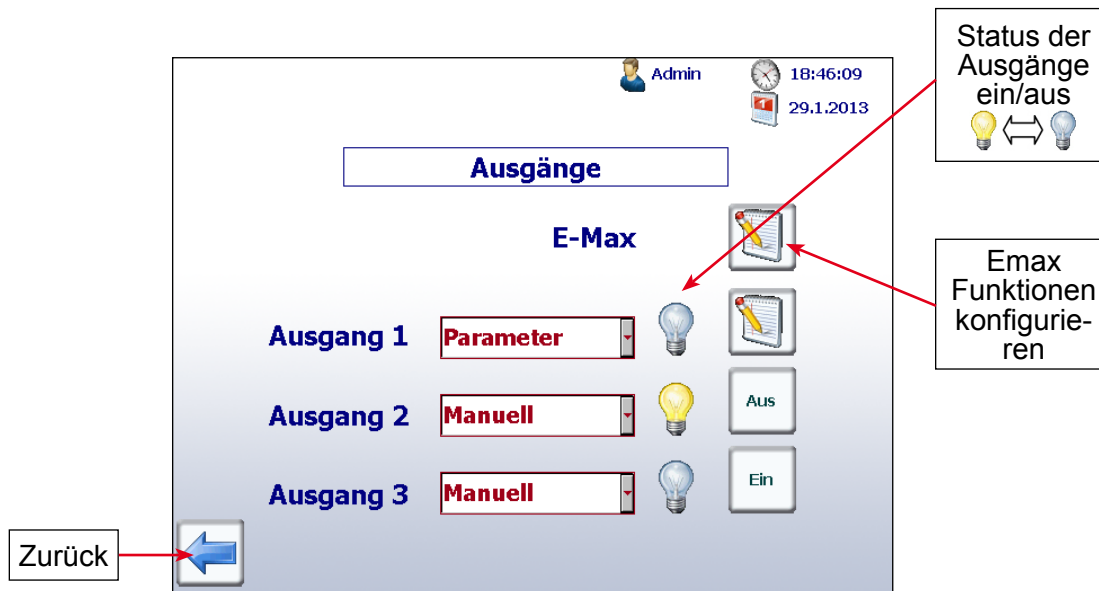 Status der
Ausgänge
ein/aus
Admin
18:46:09
1
29.1.2013
Ausgänge
E-Max
Emax
Funktionen
konfigurie-
ren
Ausgang 1
Parameter
Ausgang 2
Manuell
Aus
Ausgang 3
Manuell
Ein
Zurück